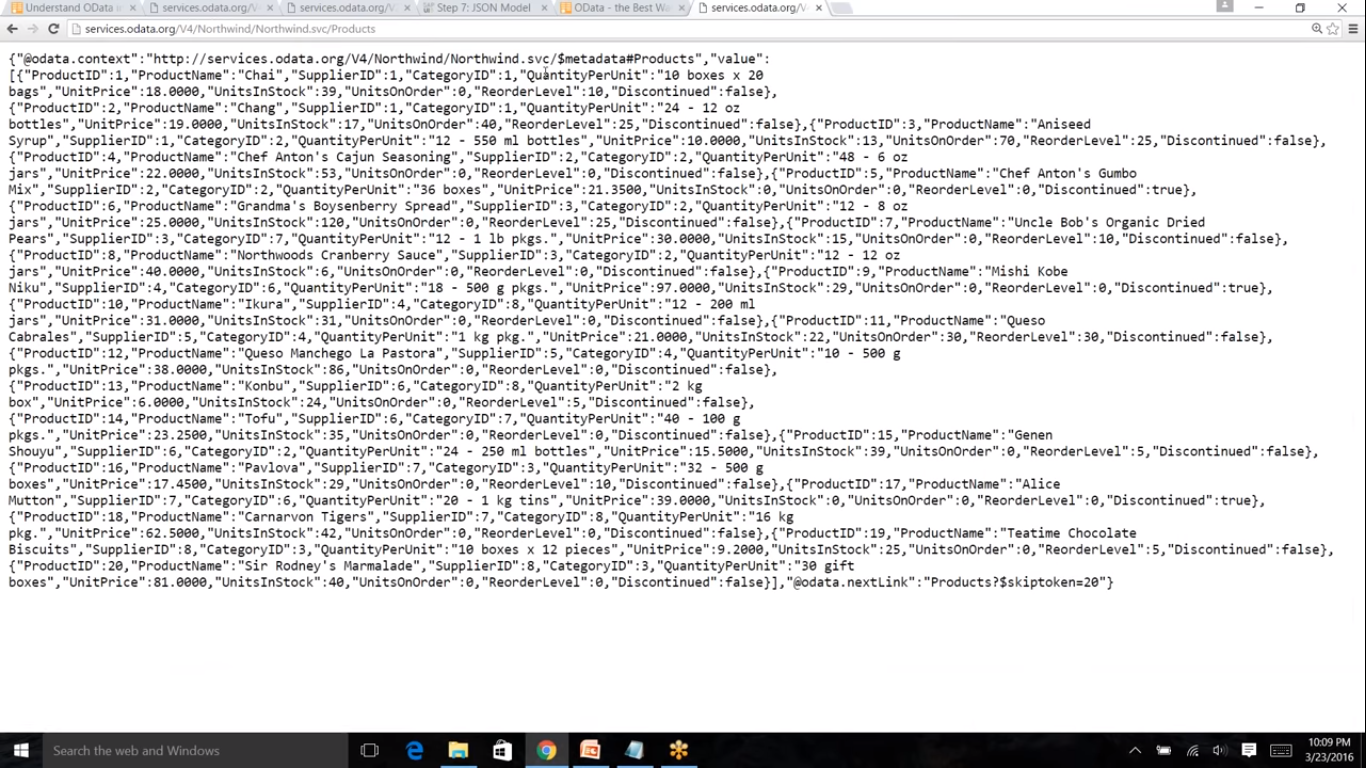 Understand OData i
services.odata.org/V
services.odata.org/V
Step 7: JSON Model
OData - the Best Wa
services.odata.org/V
services.odata.org/V4/Northwind/Northwind.svc/Products
{"@odata.context":"http://services.odata.org/V4/Northwind/Northwind.svc/$metadata#Products","value":
[{"ProductID":1,"ProductName":"Chai","SupplierID":1,"CategoryID":1,"QuantityPerUnit":"10 boxes x 20
bags","UnitPrice":18.0000,"UnitsInStock":39,"UnitsOnOrder":0,"ReorderLevel":10,"Discontinued":false},
{"ProductID":2,"ProductName":"Chang","SupplierID":1,"CategoryID":1,"QuantityPerUnit":"24 - 12 oz
bottles","UnitPrice":19.0000,"UnitsInStock":17,"UnitsOnOrder":40,"ReorderLevel":25,"Discontinued":false},{"ProductID":3,"ProductName":"Aniseed
Syrup","SupplierID":1,"CategoryID":2,"QuantityPerUnit":"12 - 550 ml bottles","UnitPrice":10.0000,"UnitsInStock":13,"UnitsOnOrder":70,"ReorderLevel":25,"Discontinued":false},
{"ProductID":4,"ProductName":"Chef Anton's Cajun Seasoning","SupplierID":2,"CategoryID":2,"QuantityPerUnit":"48 - 6 oz
jars","UnitPrice":22.0000,"UnitsInStock":53,"UnitsOnOrder":0,"ReorderLevel":0,"Discontinued":false},{"ProductID":5,"ProductName":"Chef Anton's Gumbo
Mix","SupplierID":2,"CategoryID":2,"QuantityPerUnit":"36 boxes","UnitPrice":21.3500,"UnitsInStock":0,"UnitsOnOrder":0,"ReorderLevel":0,"Discontinued":true},
{"ProductID":6,"ProductName":"Grandma's Boysenberry Spread","SupplierID":3,"CategoryID":2,"QuantityPerUnit":"12 - 8 oz
jars","UnitPrice":25.0000,"UnitsInStock":120,"UnitsOnOrder":0,"ReorderLevel":25,"Discontinued":false},{"ProductID":7,"ProductName":"Uncle Bob's Organic Dried
Pears","SupplierID":3,"CategoryID":7,"QuantityPerUnit":"12 - 1 lb pkgs.","UnitPrice":30.0000,"UnitsInStock":15,"UnitsOnOrder":0,"ReorderLevel":10,"Discontinued":false},
{"ProductID":8,"ProductName":"Northwoods Cranberry Sauce","SupplierID":3,"CategoryID":2,"QuantityPerUnit":"12 - 12 oz
jars","UnitPrice":40.0000,"UnitsInStock":6,"UnitsOnOrder":0,"ReorderLevel":0,"Discontinued":false},{"ProductID":9,"ProductName":"Mishi Kobe
Niku","SupplierID":4,"CategoryID":6,"QuantityPerUnit":"18 - 500 g pkgs.","UnitPrice":97.0000,"UnitsInStock":29,"UnitsOnOrder":0,"ReorderLevel":0,"Discontinued":true},
{"ProductID":10,"ProductName":"Ikura","SupplierID":4,"CategoryID":8,"QuantityPerUnit":"12 - 200 ml
jars","UnitPrice":31.0000,"UnitsInStock":31,"UnitsOnOrder":0,"ReorderLevel":0,"Discontinued":false},{"ProductID":11,"ProductName":"Queso
Cabrales","SupplierID":5,"CategoryID":4,"QuantityPerUnit":"1 kg pkg.","UnitPrice":21.0000,"UnitsInStock":22,"UnitsOnOrder":30,"ReorderLevel":30,"Discontinued":false},
{"ProductID":12,"ProductName":"Queso Manchego La Pastora","SupplierID":5,"CategoryID":4,"QuantityPerUnit":"10 - 500 g
pkgs.","UnitPrice":38.0000,"UnitsInStock":86,"UnitsOnOrder":0,"ReorderLevel":0,"Discontinued":false},
{"ProductID":13,"ProductName":"Konbu","SupplierID":6,"CategoryID":8,"QuantityPerUnit":"2 kg
box","UnitPrice":6.0000,"UnitsInStock":24,"UnitsOnOrder":0,"ReorderLevel":5,"Discontinued":false},
{"ProductID":14,"ProductName":"Tofu","SupplierID":6,"CategoryID":7,"QuantityPerUnit":"40 - 100 g
pkgs.","UnitPrice":23.2500,"UnitsInStock":35,"UnitsOnOrder":0,"ReorderLevel":0,"Discontinued":false},{"ProductID":15,"ProductName":"Genen
Shouyu","SupplierID":6,"CategoryID":2,"QuantityPerUnit":"24 - 250 ml bottles","UnitPrice":15.5000,"UnitsInStock":39,"UnitsOnOrder":0,"ReorderLevel":5,"Discontinued":false},
{"ProductID":16,"ProductName":"Pavlova","SupplierID":7,"CategoryID":3,"QuantityPerUnit":"32 - 500 g
boxes","UnitPrice":17.4500,"UnitsInStock":29,"UnitsOnOrder":0,"ReorderLevel":10,"Discontinued":false},{"ProductID":17,"ProductName":"Alice
Mutton","SupplierID":7,"CategoryID":6,"QuantityPerUnit":"20 - 1 kg tins","UnitPrice":39.0000,"UnitsInStock":0,"UnitsOnOrder":0,"ReorderLevel":0,"Discontinued":true},
{"ProductID":18,"ProductName":"Carnarvon Tigers","SupplierID":7,"CategoryID":8,"QuantityPerUnit":"16 kg
pkg.","UnitPrice":62.5000,"UnitsInStock":42,"UnitsOnOrder":0,"ReorderLevel":0,"Discontinued":false},{"ProductID":19,"ProductName":"Teatime Chocolate
Biscuits","SupplierID":8,"CategoryID":3,"QuantityPerUnit":"10 boxes x 12 pieces","UnitPrice":9.2000,"UnitsInStock":25,"UnitsOnOrder":0,"ReorderLevel":5,"Discontinued":false},
{"ProductID":20,"ProductName":"Sir Rodney's Marmalade","SupplierID":8,"CategoryID":3,"QuantityPerUnit":"30 gift
boxes","UnitPrice":81.0000,"UnitsInStock":40,"UnitsOnOrder":0,"ReorderLevel":0,"Discontinued":false}],"@odata.nextLink":"Products?$skiptoken=20"}
Search the web and Windows
10:09 PM
3/23/2016